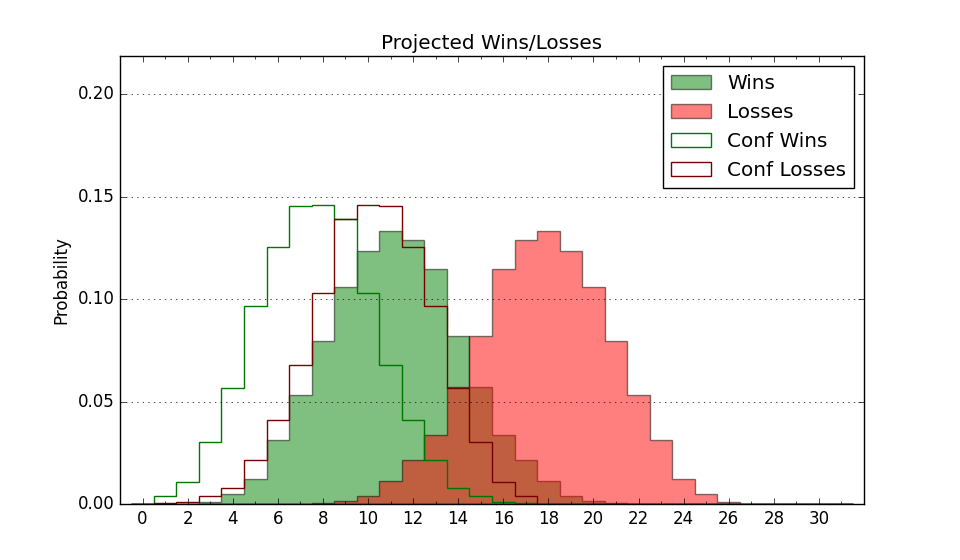 Projected Wins/Losses
Wins
Losses
Conf Wins
Conf Losses
Probability
0.20
0.15
0.10
0.05
0.00
0 2 4 6 8 10 12 14 16 18 20 22 24 26 28 30